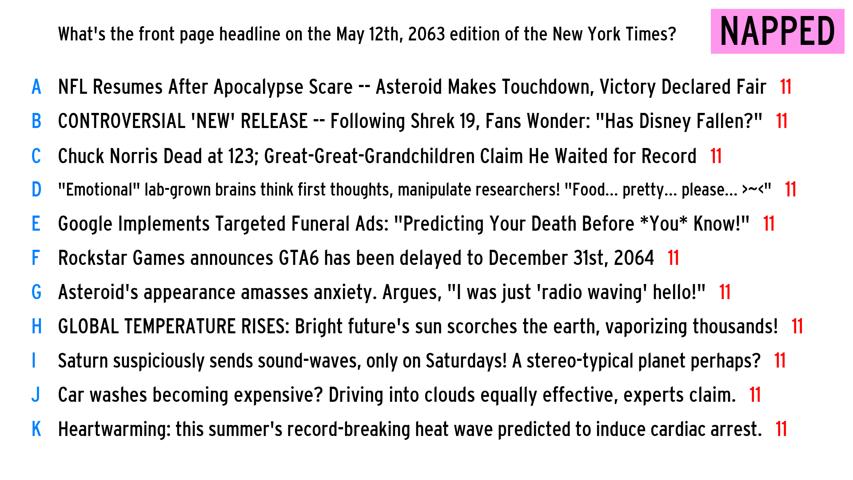 What's the front page headline on the May 12th, 2063 edition of the New York Times?
NAPPED
A NFL Resumes After Apocalypse Scare -- Asteroid Makes Touchdown, Victory Declared Fair 11
B CONTROVERSIAL 'NEW' RELEASE -- Following Shrek 19, Fans Wonder: "Has Disney Fallen?" 11
C Chuck Norris Dead at 123; Great-Great-Grandchildren Claim He Waited for Record 11
D "Emotional" lab-grown brains think first thoughts, manipulate researchers! "Food... pretty... please... >~<" 11
E Google Implements Targeted Funeral Ads: "Predicting Your Death Before *You* Know!" 11
F Rockstar Games announces GTA6 has been delayed to December 31st, 2064 11
G Asteroid's appearance amasses anxiety. Argues, "I was just 'radio waving' hello!" 11
H GLOBAL TEMPERATURE RISES: Bright future's sun scorches the earth, vaporizing thousands! 11
I Saturn suspiciously sends sound-waves, only on Saturdays! A stereo-typical planet perhaps? 11
J Car washes becoming expensive? Driving into clouds equally effective, experts claim. 11
K Heartwarming: this summer's record-breaking heat wave predicted to induce cardiac arrest. 11